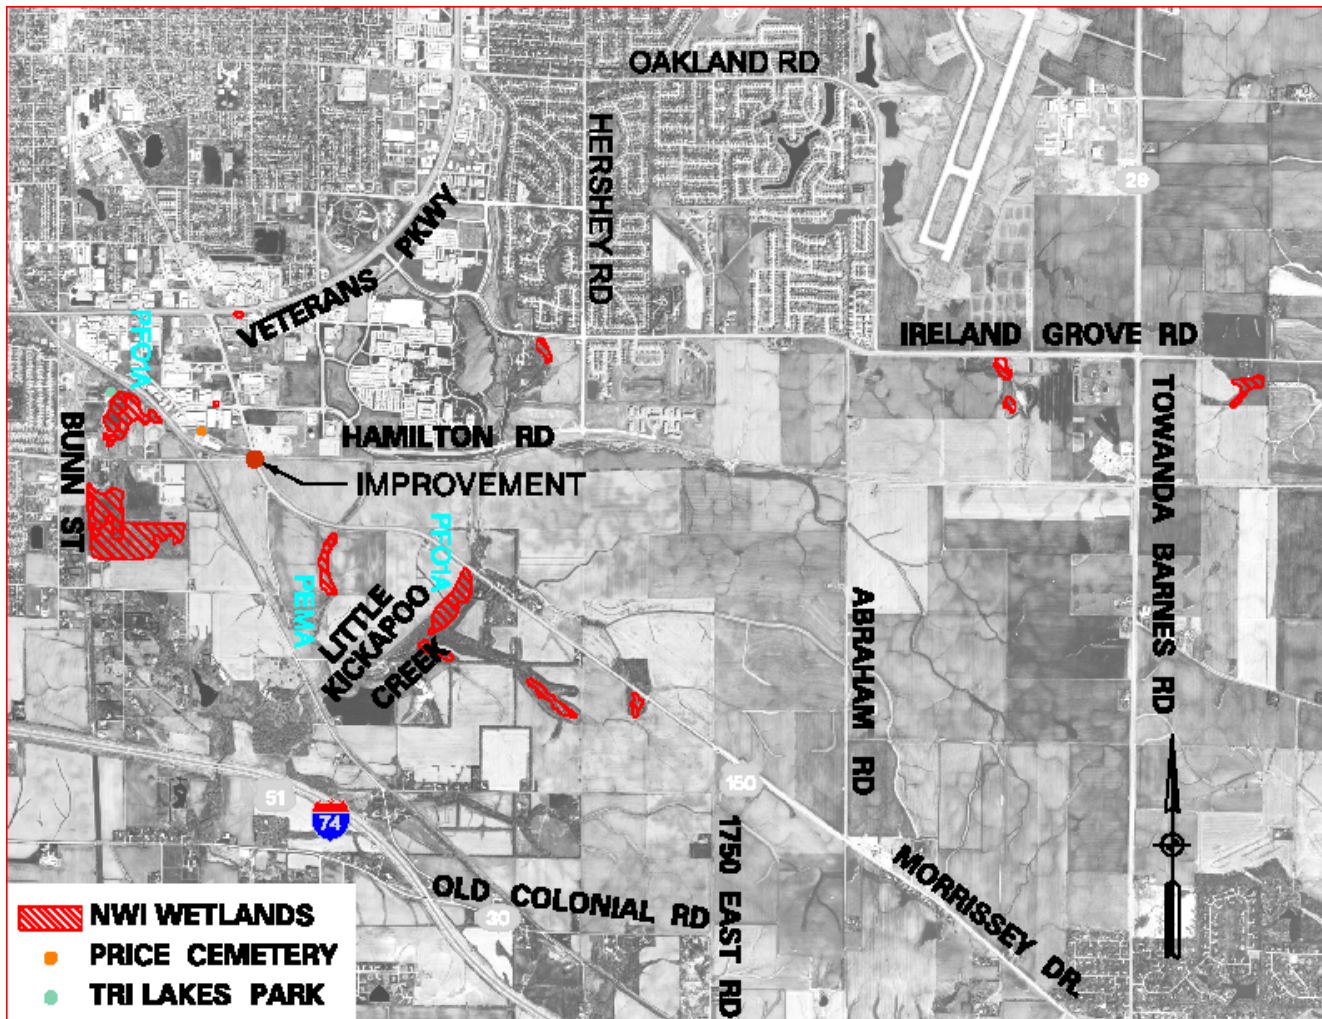 OAKLAND RD
HERSHEY RD
28
VETERANS PKWY
IRELAND GROVE RD
PFO1A
BUNN ST
HAMILTON RD
IMPROVEMENT
TOWANDA BARNES RD
PFO1A
PEMA
LITTLE
KICKAPOO
CREEK
ABRAHAM RD
51
74
150
1750 EAST RD
MORRISSEY DR.
OLD COLONIAL RD
30
NWI WETLANDS
PRICE CEMETERY
TRI LAKES PARK